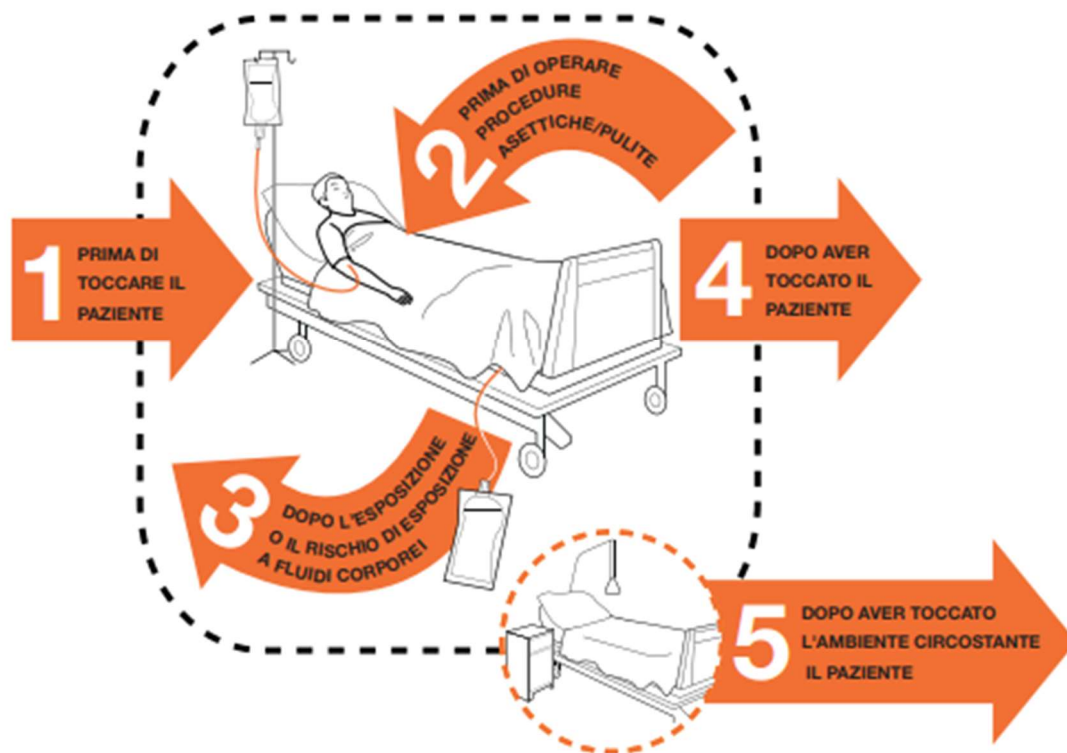 1
PRIMA DI
TOCCARE IL
PAZIENTE
2
PRIMA DI OPERARE
PROCEDURE
ASETTICHE/PULITE
3
DOPO L'ESPOSIZIONE
O IL RISCHIO DI ESPOSIZIONE
A FLUIDI CORPOREI
4
DOPO AVER
TOCCATO IL
PAZIENTE
5
DOPO AVER TOCCATO
L'AMBIENTE CIRCOSTANTE
IL PAZIENTE